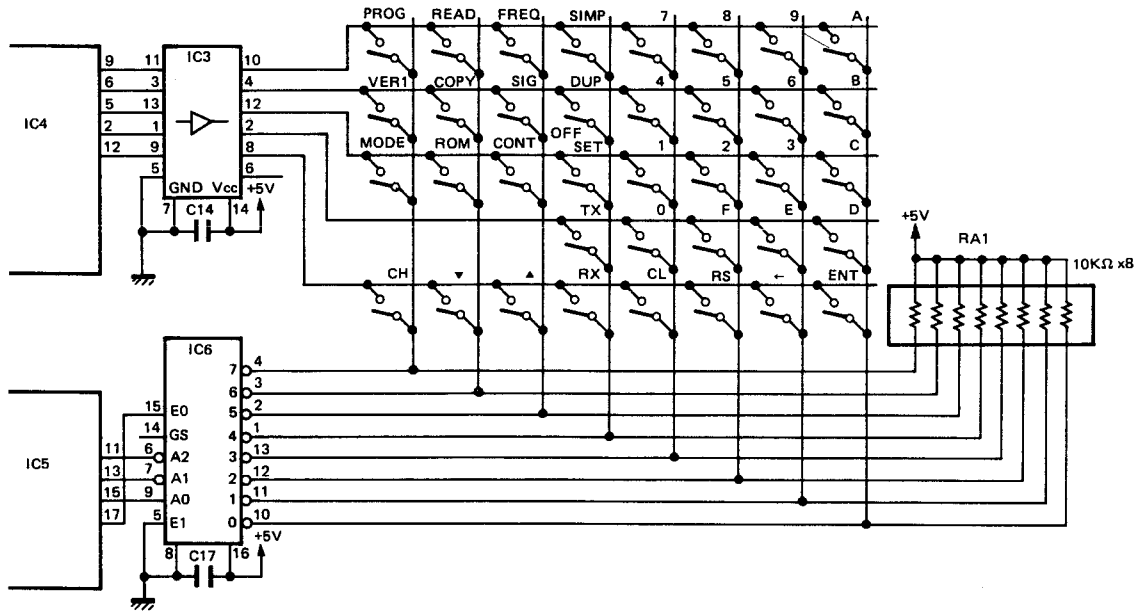 PROG READ FREQ SIMP 7 8 9 A
9 11 IC3 10
6 3 4 VER1 COPY SIG DUP 4 5 6 B
5 13 12
IC4
2 1 2 OFF
12 9 8 MODE ROM CONT SET 1 2 3 C
5 6
GND Vcc +5V
7 C14 14 TX 0 F E D
+5V RA1
10KΩ x8
CH ▼ ▲ RX CL RS ← ENT
IC6
7 4
6 3
15 E0 5 2
14 GS 4 1
IC5 11 6 A2 3 13
13 7 A1 2 12
15 9 A0 1 11
17 5 E1 0 10
8 C17 16 +5V